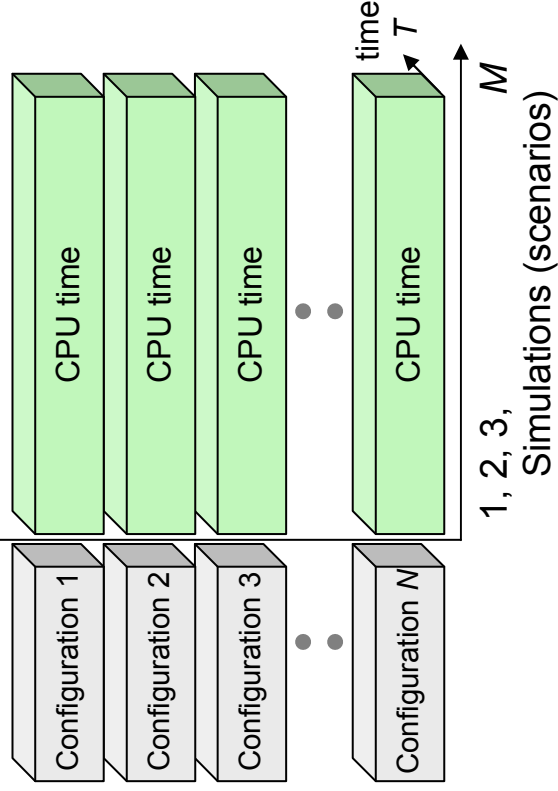 Configuration 1
CPU time
Configuration 2
CPU time
Configuration 3
CPU time
Configuration N
CPU time
time
T
1, 2, 3,
M
Simulations (scenarios)